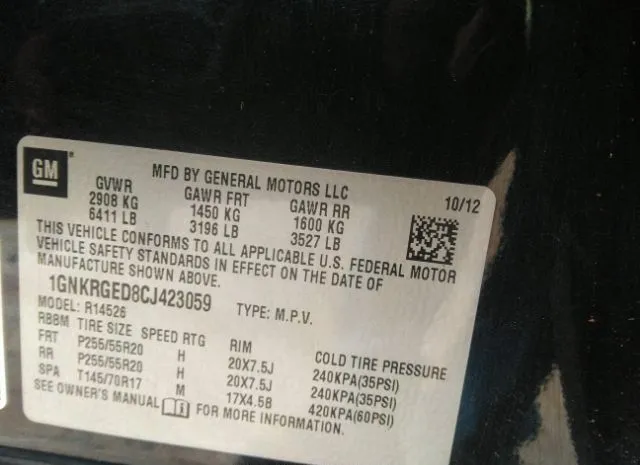 GM
MFD BY GENERAL MOTORS LLC 10/12
GVWR GAWR FRT GAWR RR
2908 KG 1450 KG 1600 KG
6411 LB 3196 LB 3527 LB
THIS VEHICLE CONFORMS TO ALL APPLICABLE U.S. FEDERAL MOTOR
VEHICLE SAFETY STANDARDS IN EFFECT ON THE DATE OF
MANUFACTURE SHOWN ABOVE.
1GNKRGED8CJ423059 TYPE: M.P.V.
MODEL: R14526
RBBM TIRE SIZE SPEED RTG RIM COLD TIRE PRESSURE
FRT P255/55R20 H 20X7.5J 240KPA(35PSI)
RR P255/55R20 H 20X7.5J 240KPA(35PSI)
SPA T145/70R17 M 17X4.5B 420KPA(60PSI)
SEE OWNER'S MANUAL FOR MORE INFORMATION.